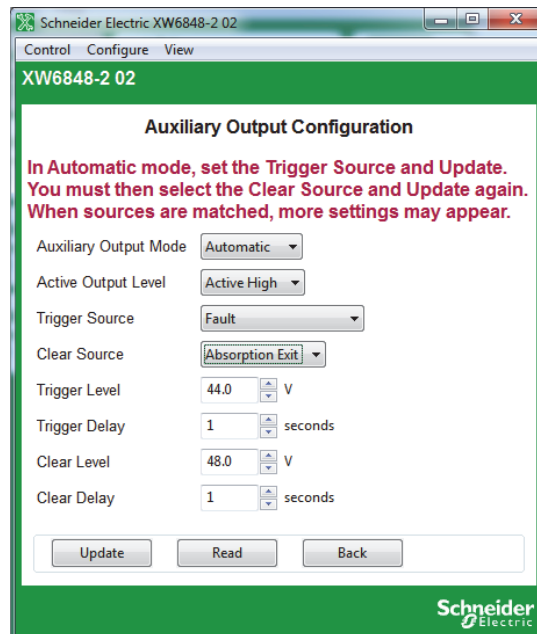 Schneider Electric XW6848-2 02
Control Configure View
XW6848-2 02
Auxiliary Output Configuration
In Automatic mode, set the Trigger Source and Update.
You must then select the Clear Source and Update again.
When sources are matched, more settings may appear.
Auxiliary Output Mode Automatic
Active Output Level Active High
Trigger Source Fault
Clear Source Absorption Exit
Trigger Level 44.0 V
Trigger Delay 1 seconds
Clear Level 48.0 V
Clear Delay 1 seconds
Update Read Back
Schneider
Electric